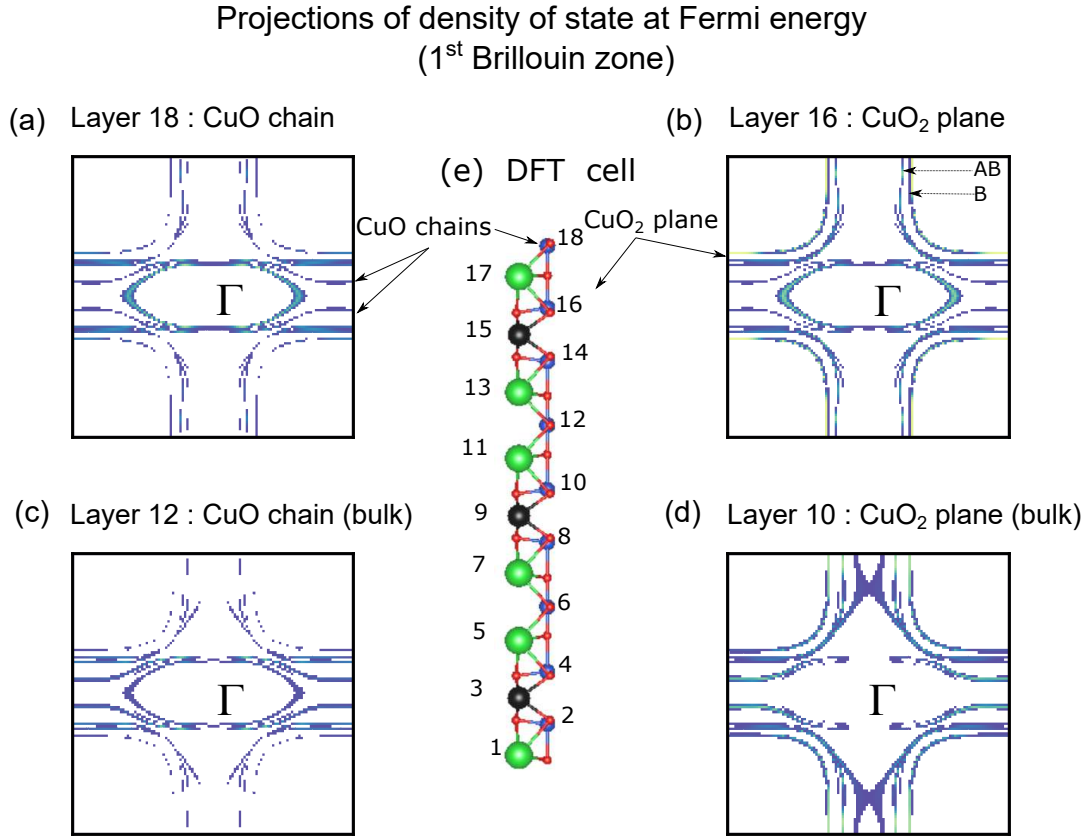 Projections of density of state at Fermi energy
(1st Brillouin zone)
(a) Layer 18 : CuO chain
(b) Layer 16 : CuO2 plane
(e) DFT cell
AB
B
CuO chains
CuO2 plane
Γ
Γ
18
17
16
15
14
13
12
11
10
9
8
7
6
5
4
3
2
1
(c) Layer 12 : CuO chain (bulk)
(d) Layer 10 : CuO2 plane (bulk)
Γ
Γ